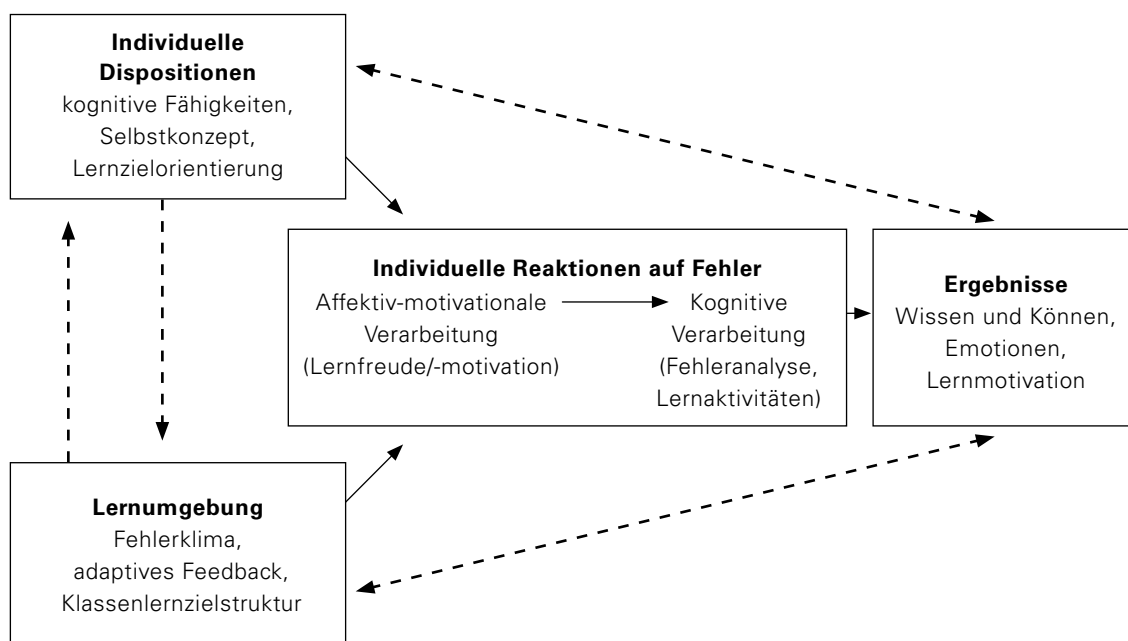 Individuelle
Dispositionen
kognitive Fähigkeiten,
Selbstkonzept,
Lernzielorientierung
Individuelle Reaktionen auf Fehler
Affektiv-motivationale
Verarbeitung
(Lernfreude/-motivation)
Kognitive
Verarbeitung
(Fehleranalyse,
Lernaktivitäten)
Ergebnisse
Wissen und Können,
Emotionen,
Lernmotivation
Lernumgebung
Fehlerklima,
adaptives Feedback,
Klassenlernzielstruktur